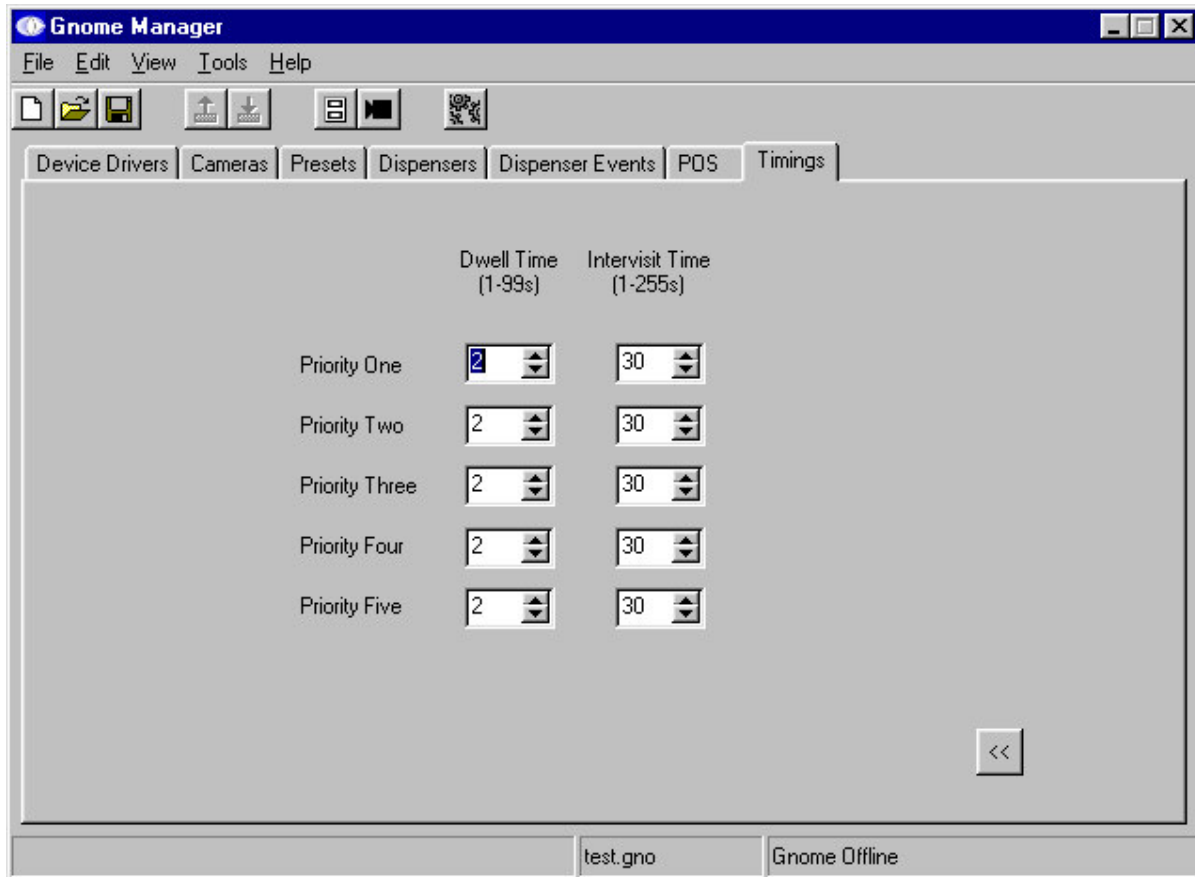 Gnome Manager
File Edit View Tools Help
Device Drivers Cameras Presets Dispensers Dispenser Events POS Timings
Dwell Time Intervisit Time
(1-99s) (1-255s)
Priority One 2 30
Priority Two 2 30
Priority Three 2 30
Priority Four 2 30
Priority Five 2 30
<<
test.gno Gnome Offline